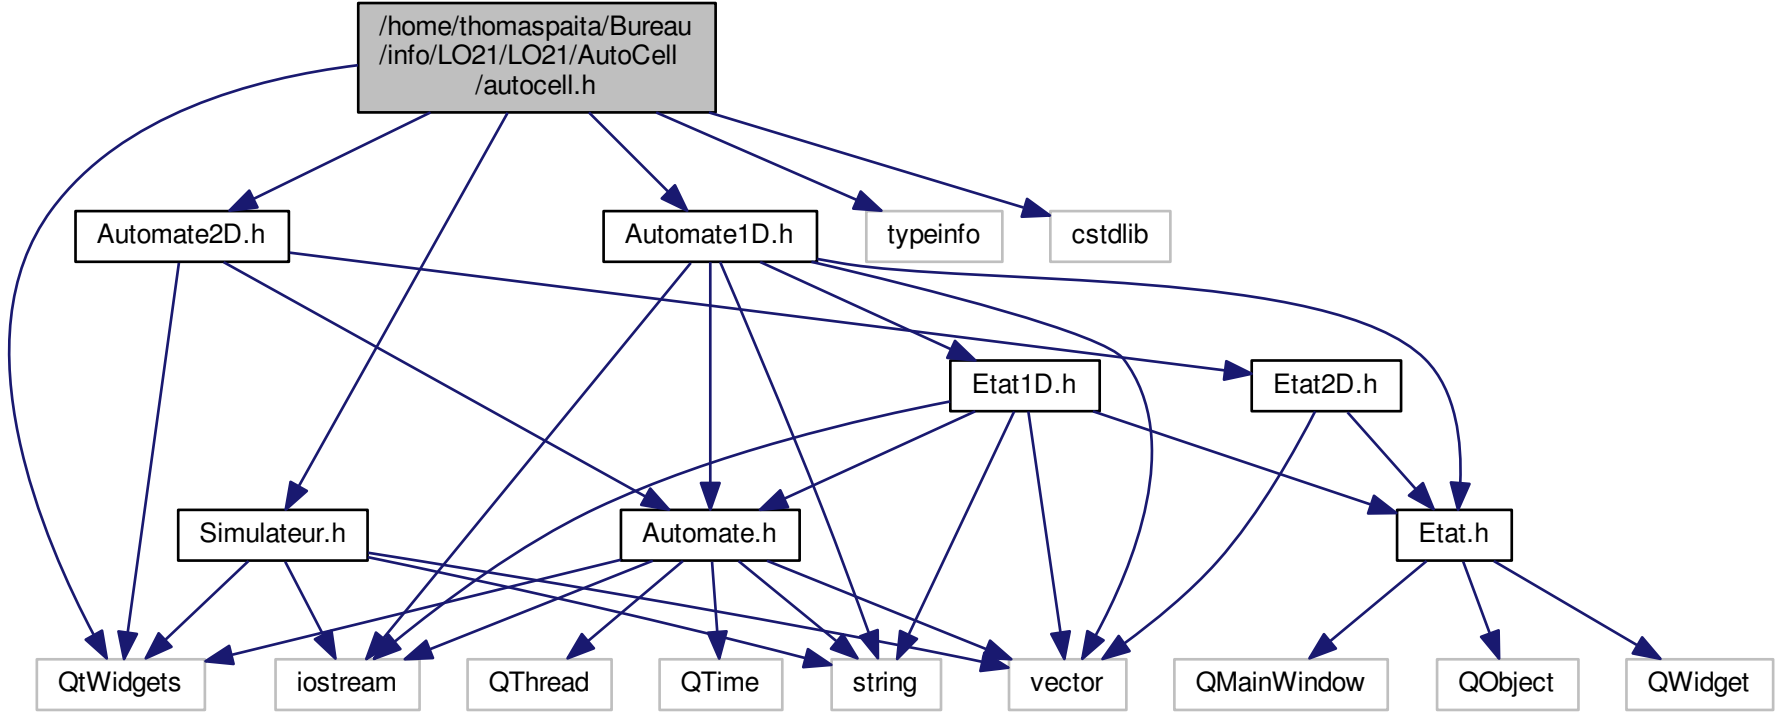 /home/thomaspaita/Bureau
/info/LO21/LO21/AutoCell
/autocell.h
Automate2D.h
Automate1D.h
typeinfo
cstdlib
Etat1D.h
Etat2D.h
Simulateur.h
Automate.h
Etat.h
QtWidgets
iostream
QThread
QTime
string
vector
QMainWindow
QObject
QWidget